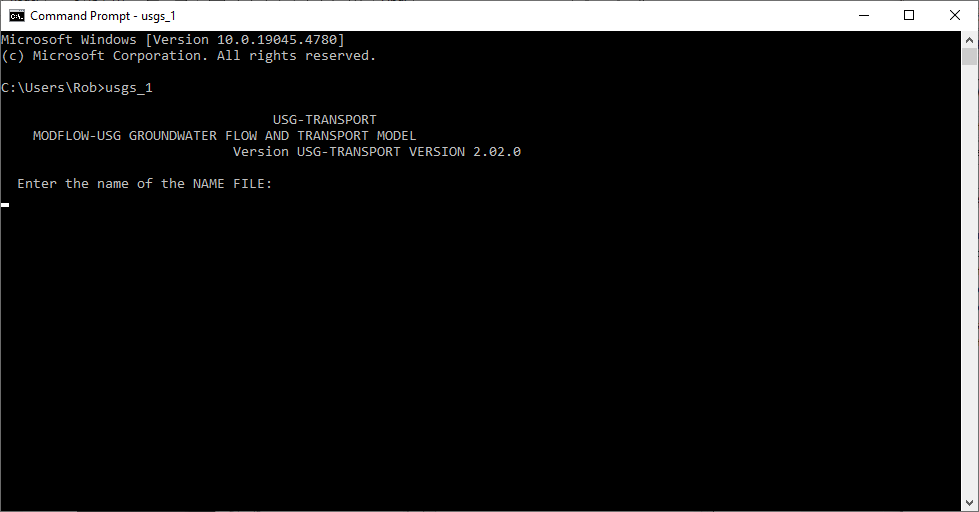 Command Prompt - usgs_1
Microsoft Windows [Version 10.0.19045.4780]
(c) Microsoft Corporation. All rights reserved.
C:\Users\Rob>usgs_1
USG-TRANSPORT
MODFLOW-USG GROUNDWATER FLOW AND TRANSPORT MODEL
Version USG-TRANSPORT VERSION 2.02.0
Enter the name of the NAME FILE: